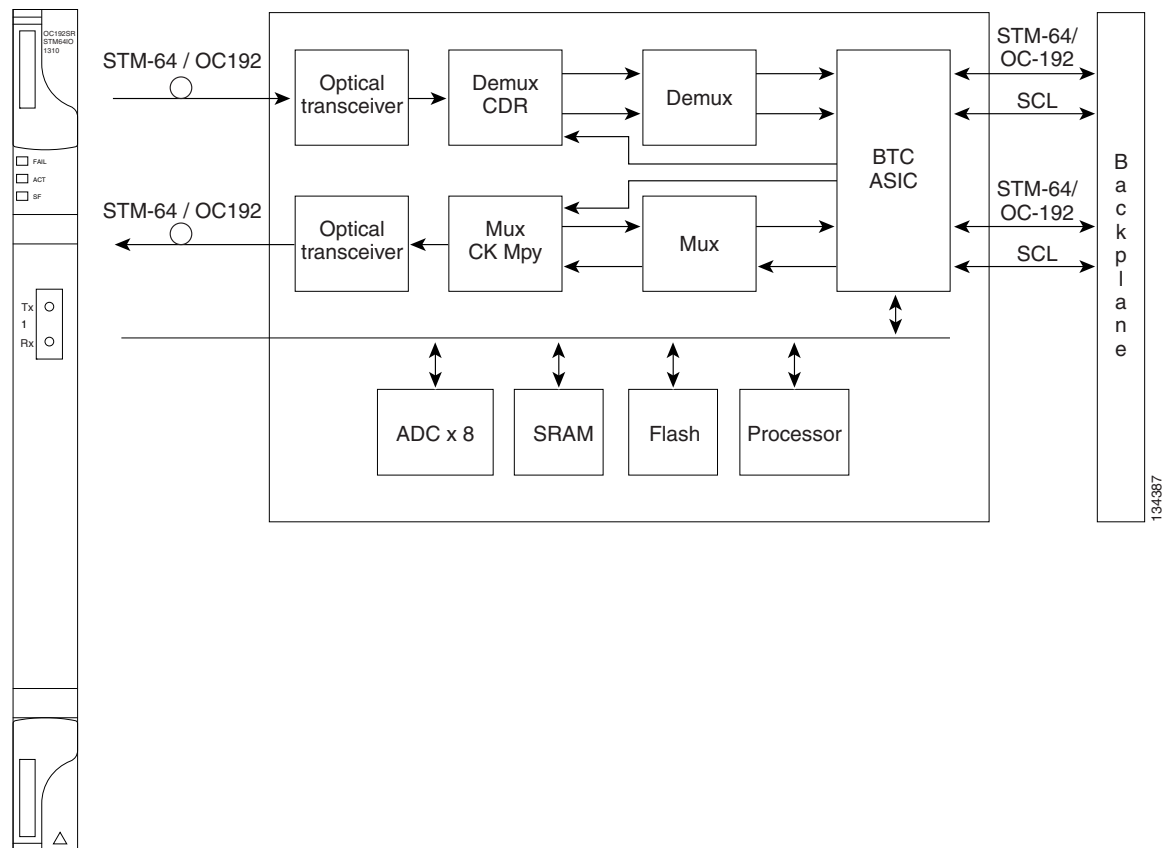 OC192SR
STM64IO
1310
FAIL
ACT
SF
Tx
1
Rx
STM-64 / OC192
Optical
transceiver
Demux
CDR
Demux
BTC
ASIC
STM-64/
OC-192
SCL
STM-64 / OC192
Optical
transceiver
Mux
CK Mpy
Mux
STM-64/
OC-192
SCL
Backplane
ADC x 8
SRAM
Flash
Processor
134387